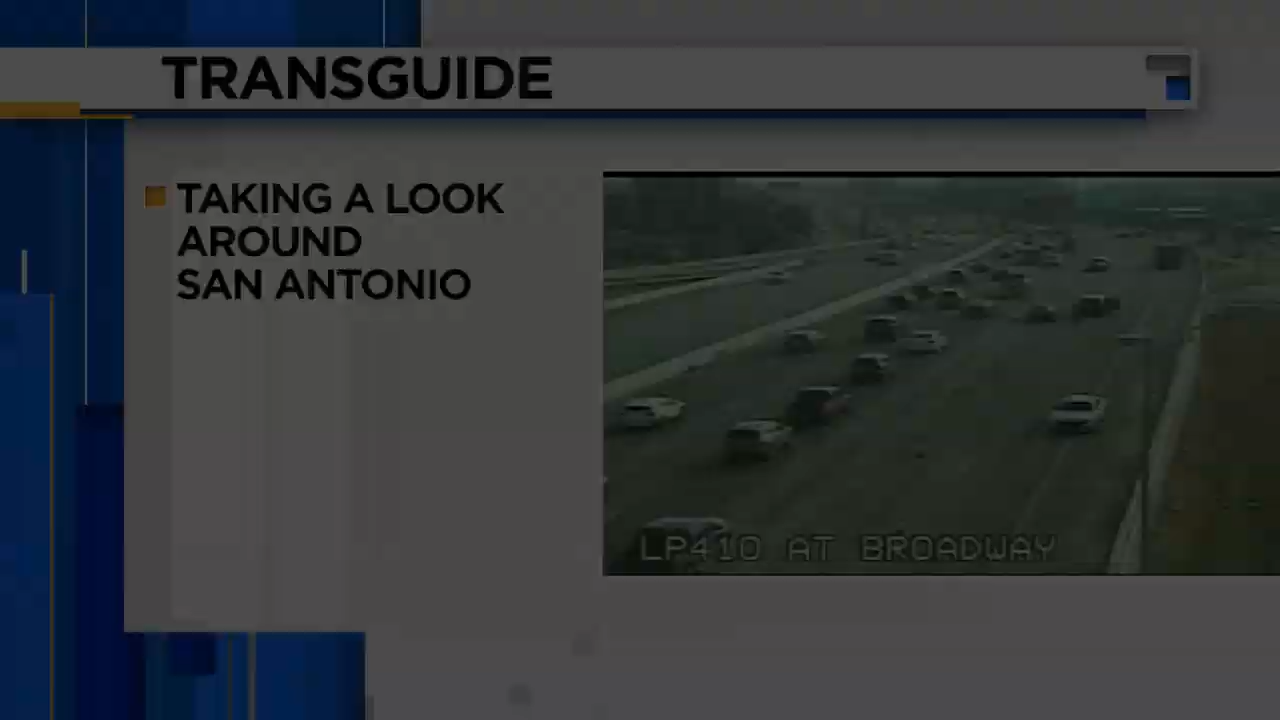 TRANSGUIDE
TAKING A LOOK
AROUND
SAN ANTONIO
LP410 AT BROADWAY